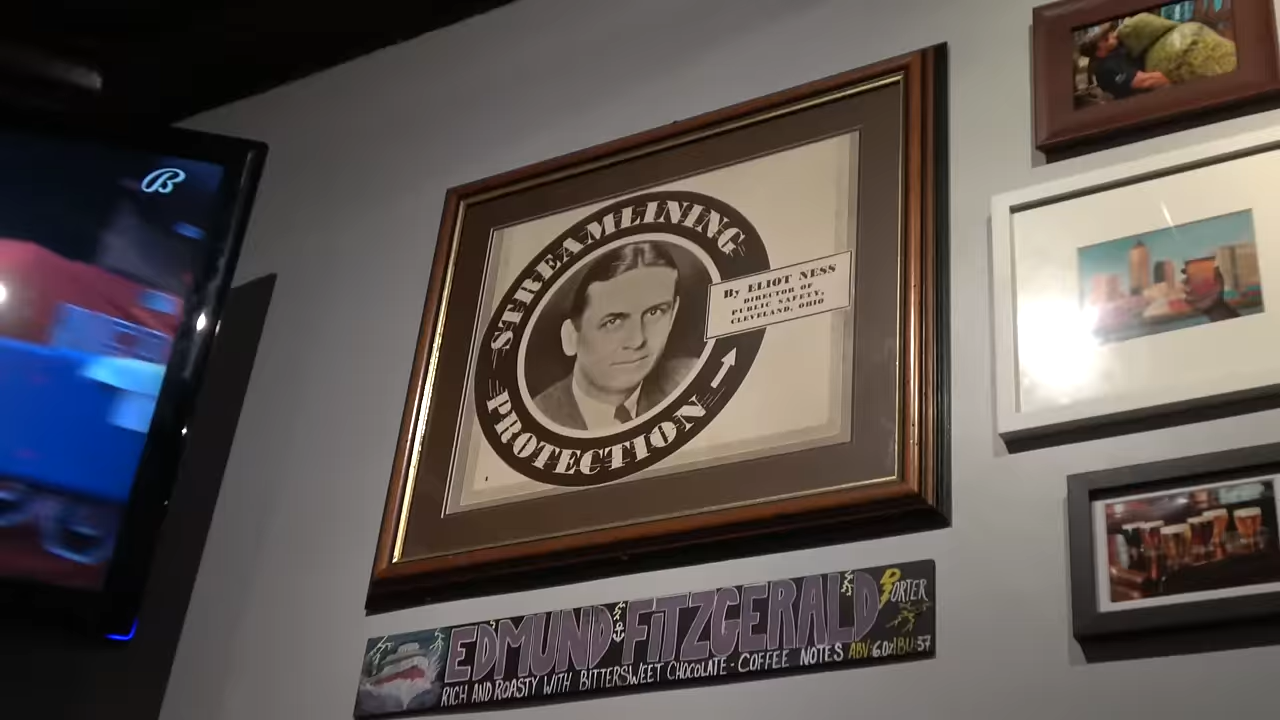 B
STREAMLINING
PROTECTION
By ELIOT NESS
DIRECTOR OF
PUBLIC SAFETY,
CLEVELAND, OHIO
EDMUND FITZGERALD PORTER
RICH AND ROASTY WITH BITTERSWEET CHOCOLATE - COFFEE NOTES ABV:6.0% IBU:37